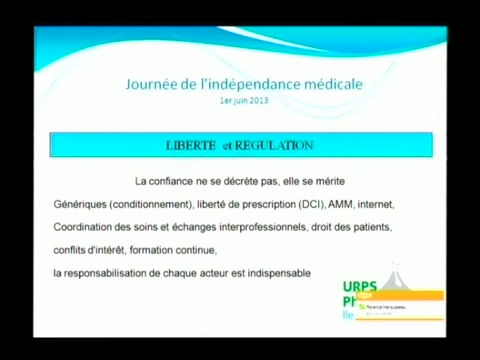 Journée de l'indépendance médicale
1er juin 2013
LIBERTE et REGULATION
La confiance ne se décrète pas, elle se mérite
Génériques (conditionnement), liberté de prescription (DCI), AMM, internet,
Coordination des soins et échanges interprofessionnels, droit des patients,
conflits d'intérêt, formation continue,
la responsabilisation de chaque acteur est indispensable
URPS